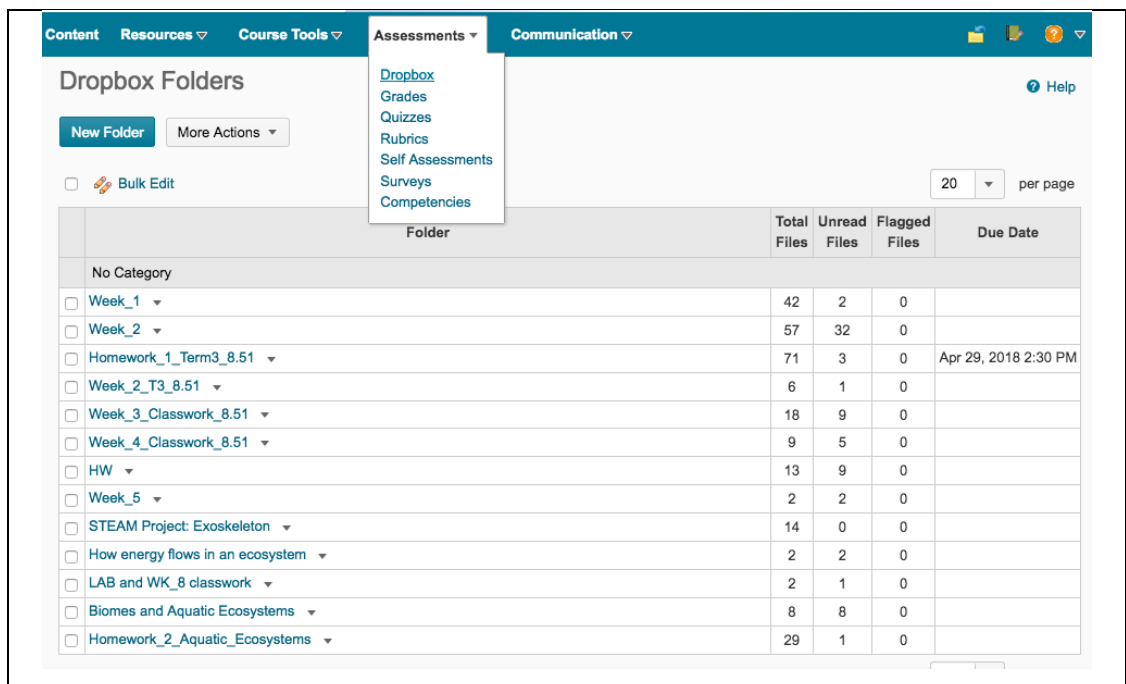 Content Resources Course Tools Assessments Communication
Dropbox Folders
Help
Dropbox
Grades
Quizzes
Rubrics
Self Assessments
Surveys
Competencies
New Folder More Actions
Bulk Edit
20 per page
Folder Total Files Unread Files Flagged Files Due Date
No Category
Week_1 42 2 0
Week_2 57 32 0
Homework_1_Term3_8.51 71 3 0 Apr 29, 2018 2:30 PM
Week_2_T3_8.51 6 1 0
Week_3_Classwork_8.51 18 9 0
Week_4_Classwork_8.51 9 5 0
HW 13 9 0
Week_5 2 2 0
STEAM Project: Exoskeleton 14 0 0
How energy flows in an ecosystem 2 2 0
LAB and WK_8 classwork 2 1 0
Biomes and Aquatic Ecosystems 8 8 0
Homework_2_Aquatic_Ecosystems 29 1 0